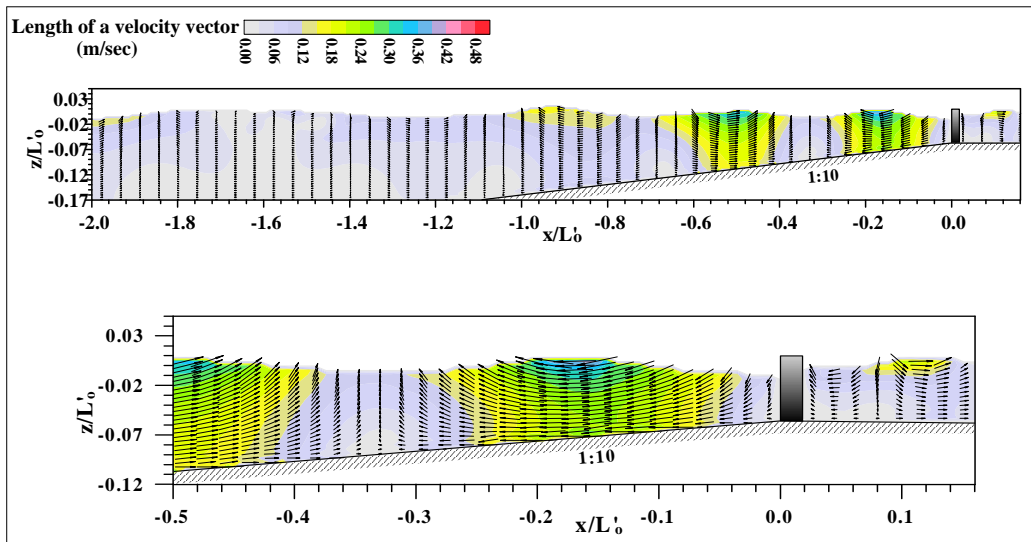 Length of a velocity vector
(m/sec)
0.00 0.06 0.12 0.18 0.24 0.30 0.36 0.42 0.48
z/L'o
0.03
-0.02
-0.07
-0.12
-0.17
1:10
-2.0 -1.8 -1.6 -1.4 -1.2 -1.0 -0.8 -0.6 -0.4 -0.2 0.0
x/L'o
z/L'o
0.03
-0.02
-0.07
-0.12
1:10
-0.5 -0.4 -0.3 -0.2 -0.1 0.0 0.1
x/L'o